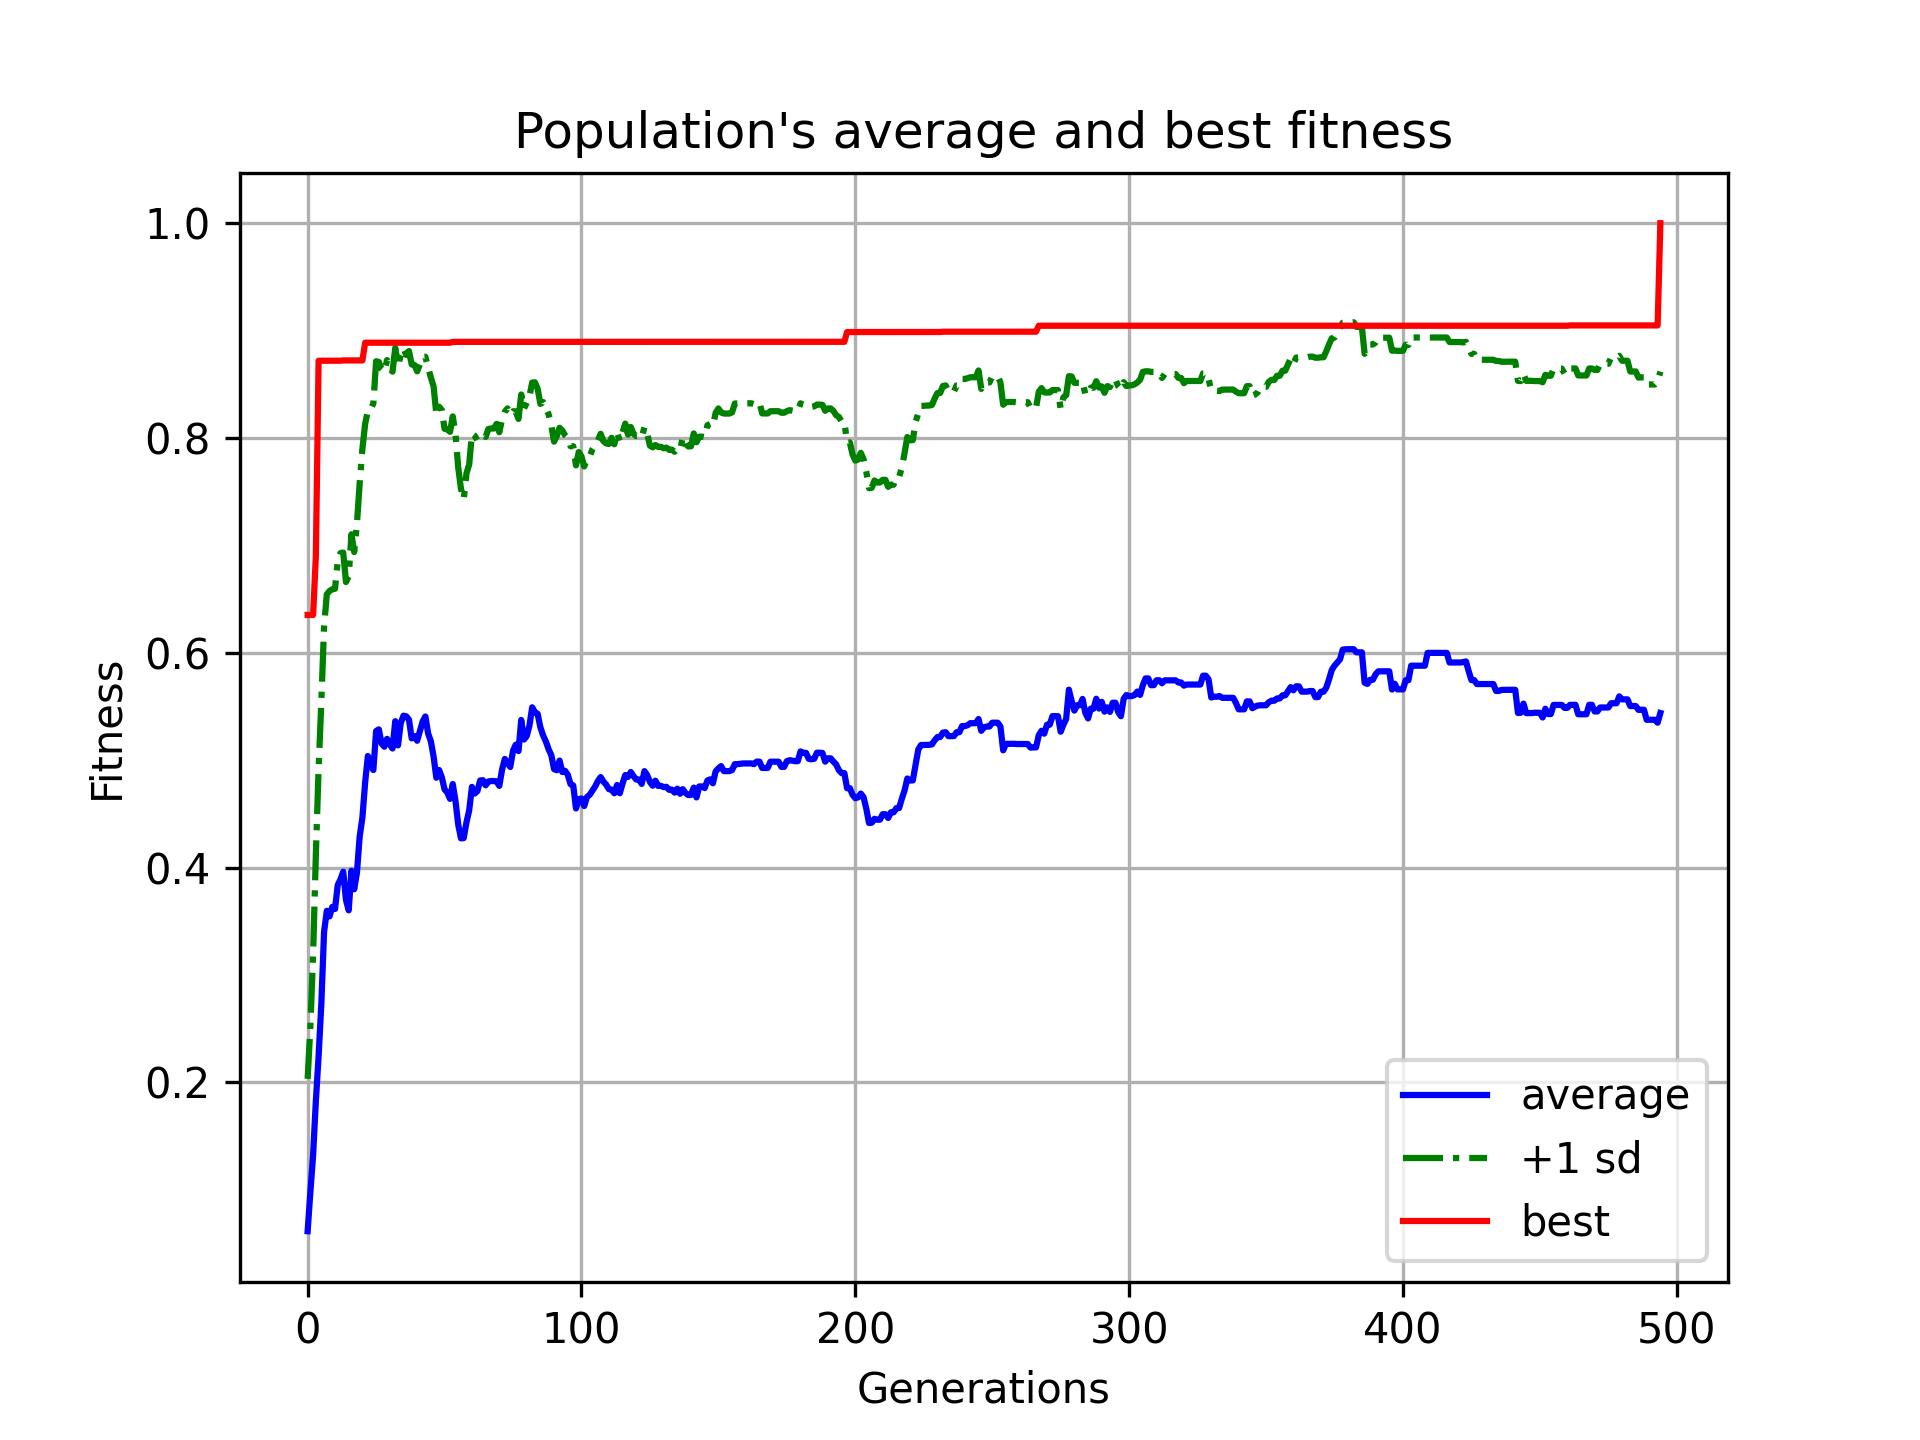 Population's average and best fitness
1.0
0.8
0.6
0.4
0.2
Fitness
0 100 200 300 400 500
Generations
average
+1 sd
best